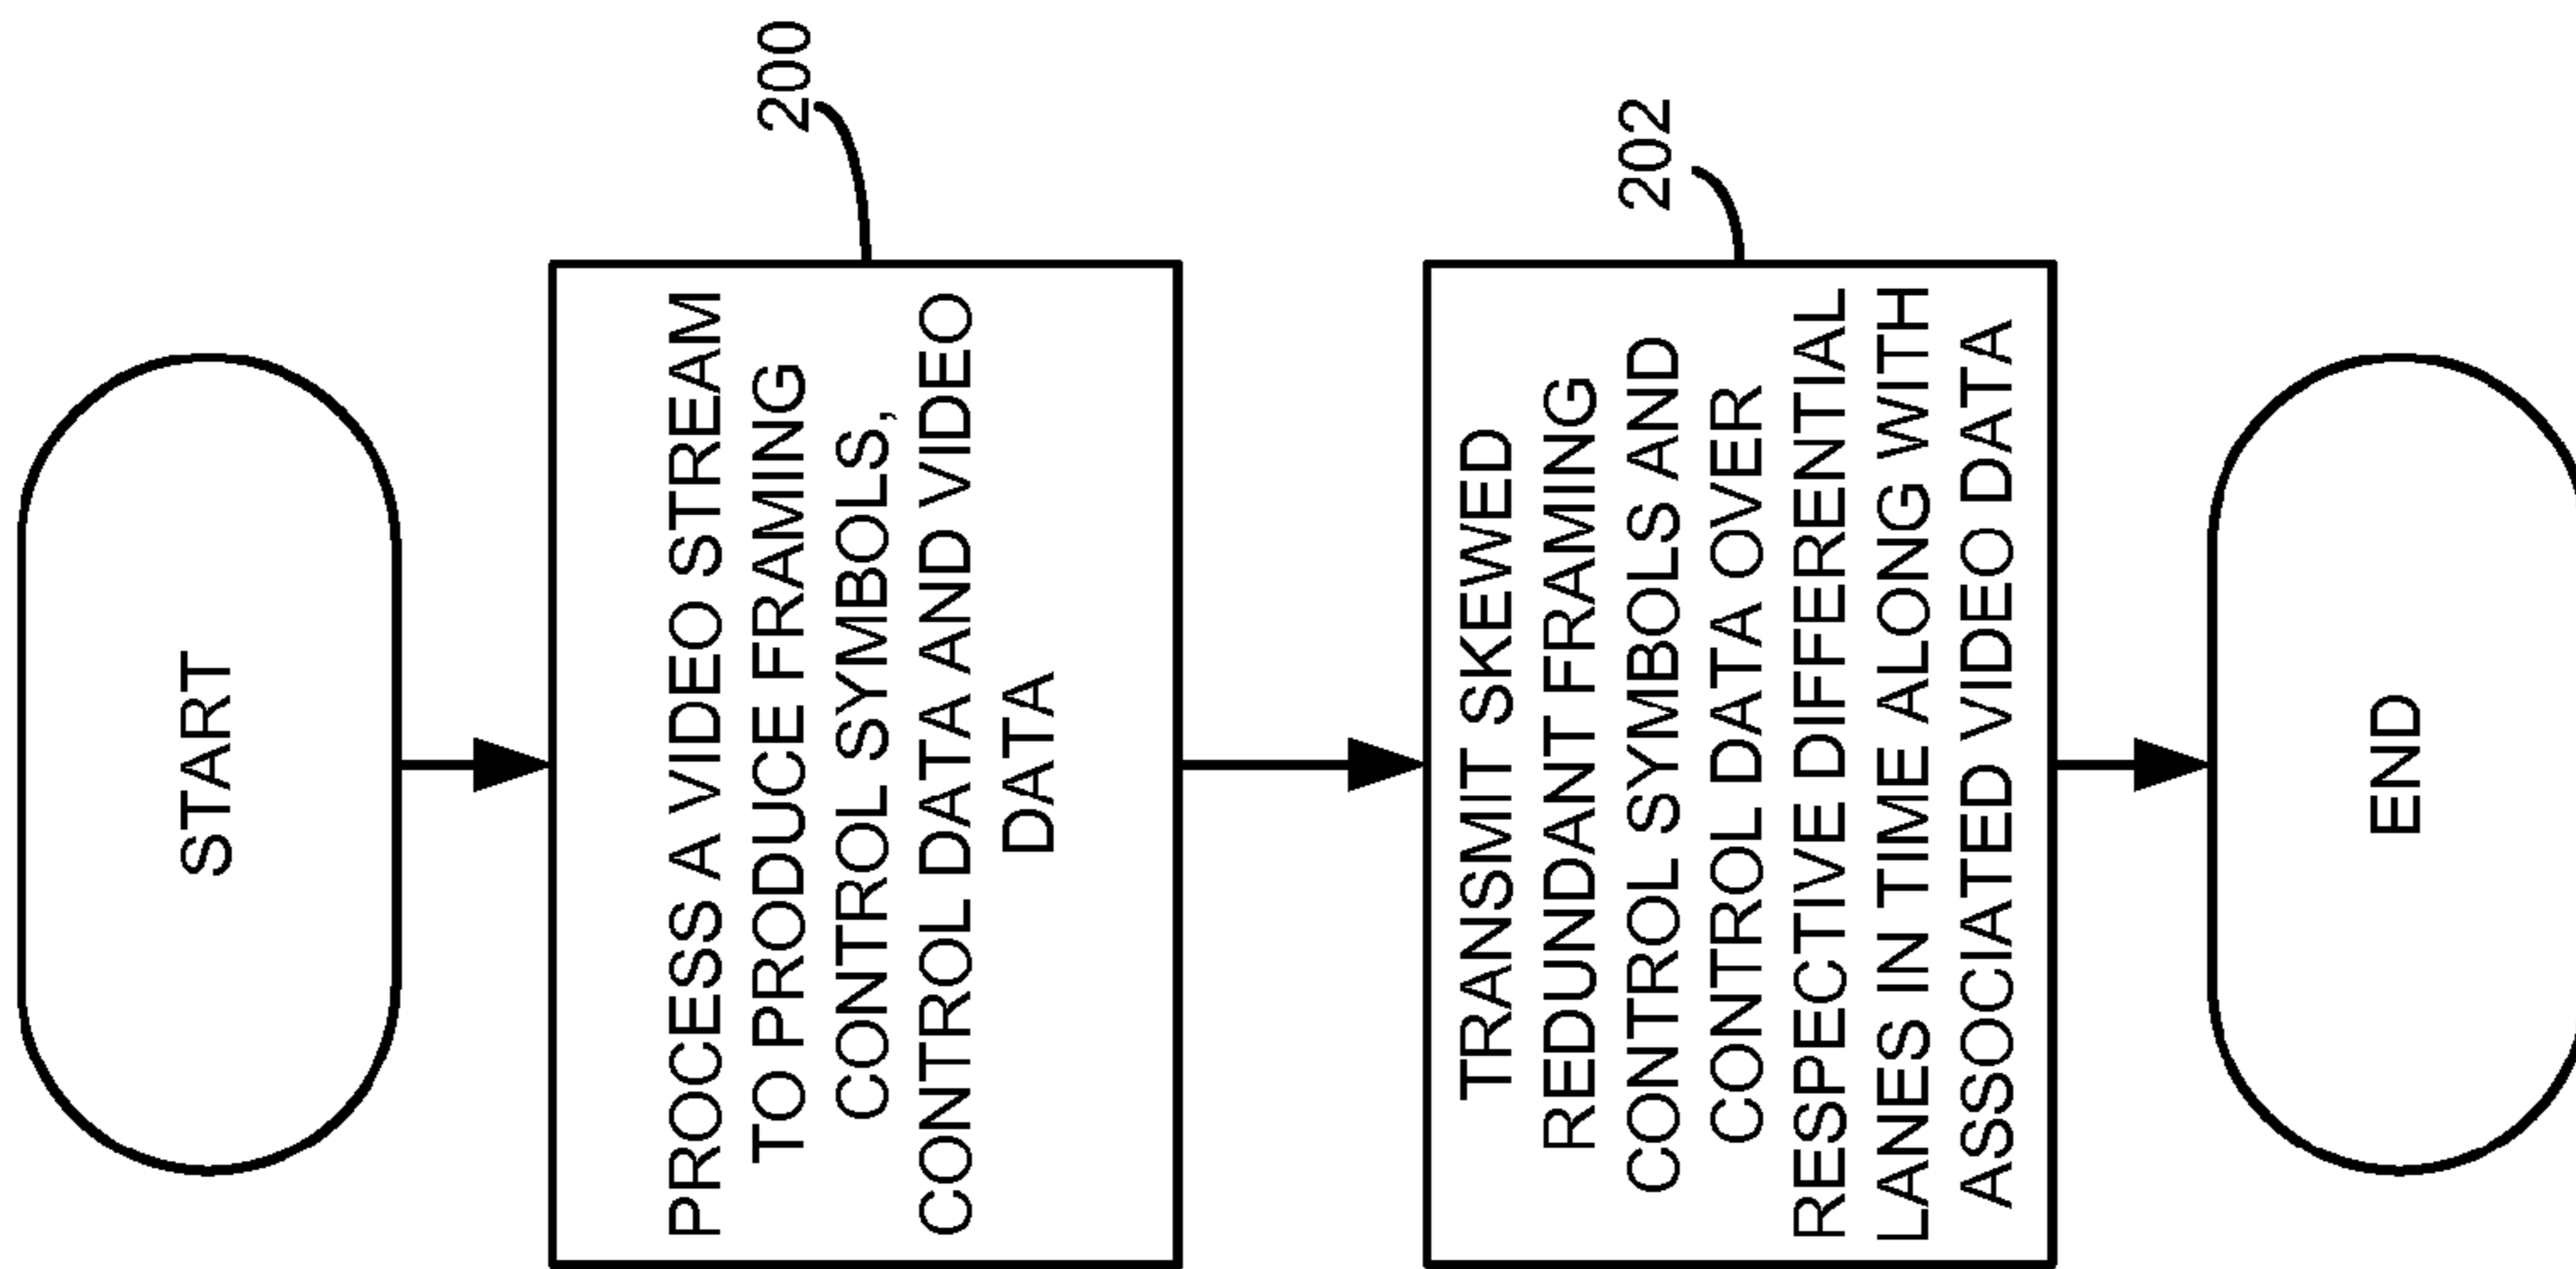 START
PROCESS A VIDEO STREAM
TO PRODUCE FRAMING
CONTROL SYMBOLS,
CONTROL DATA AND VIDEO
DATA
200
TRANSMIT SKEWED
REDUNDANT FRAMING
CONTROL SYMBOLS AND
CONTROL DATA OVER
RESPECTIVE DIFFERENTIAL
LANES IN TIME ALONG WITH
ASSOCIATED VIDEO DATA
202
END